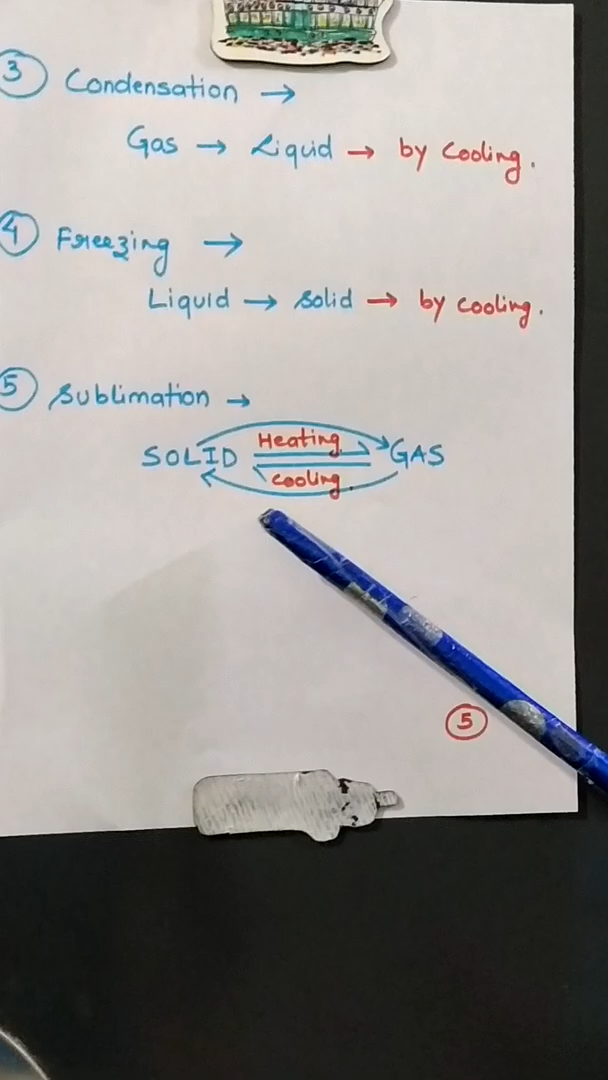 ③ Condensation →
Gas → Liquid → by Cooling.
④ Freezing →
Liquid → Solid → by cooling.
⑤ Sublimation →
Heating
SOLID GAS
Cooling.
⑤